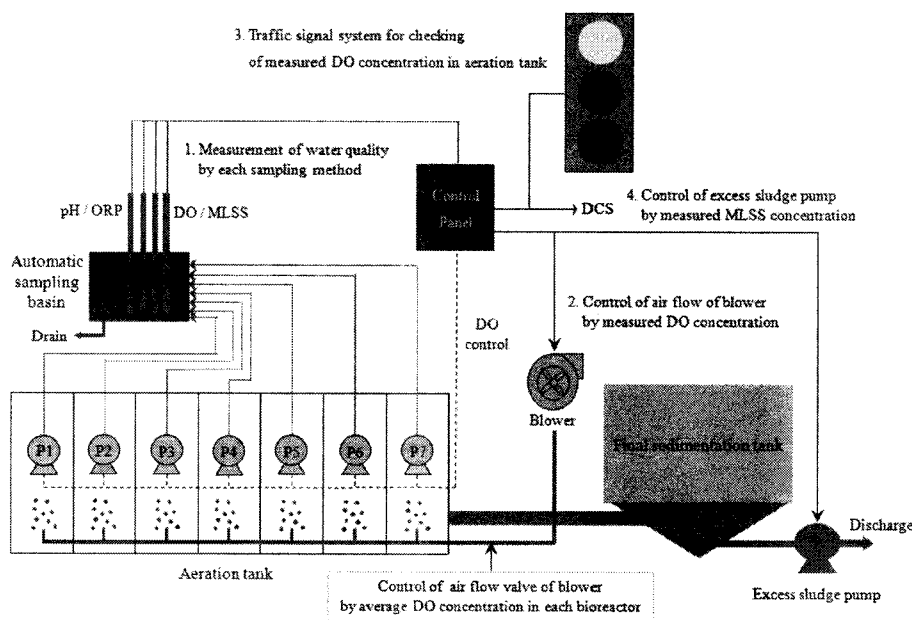 3. Traffic signal system for checking
of measured DO concentration in aeration tank
1. Measurement of water quality
by each sampling method
Control
Panel
DCS
4. Control of excess sludge pump
by measured MLSS concentration
pH / ORP
DO / MLSS
Automatic
sampling
basin
Drain
2. Control of air flow of blower
by measured DO concentration
DO
control
Blower
P1
P2
P3
P4
P5
P6
P7
Final sedimentation tank
Discharge
Aeration tank
Control of air flow valve of blower
by average DO concentration in each bioreactor
Excess sludge pump